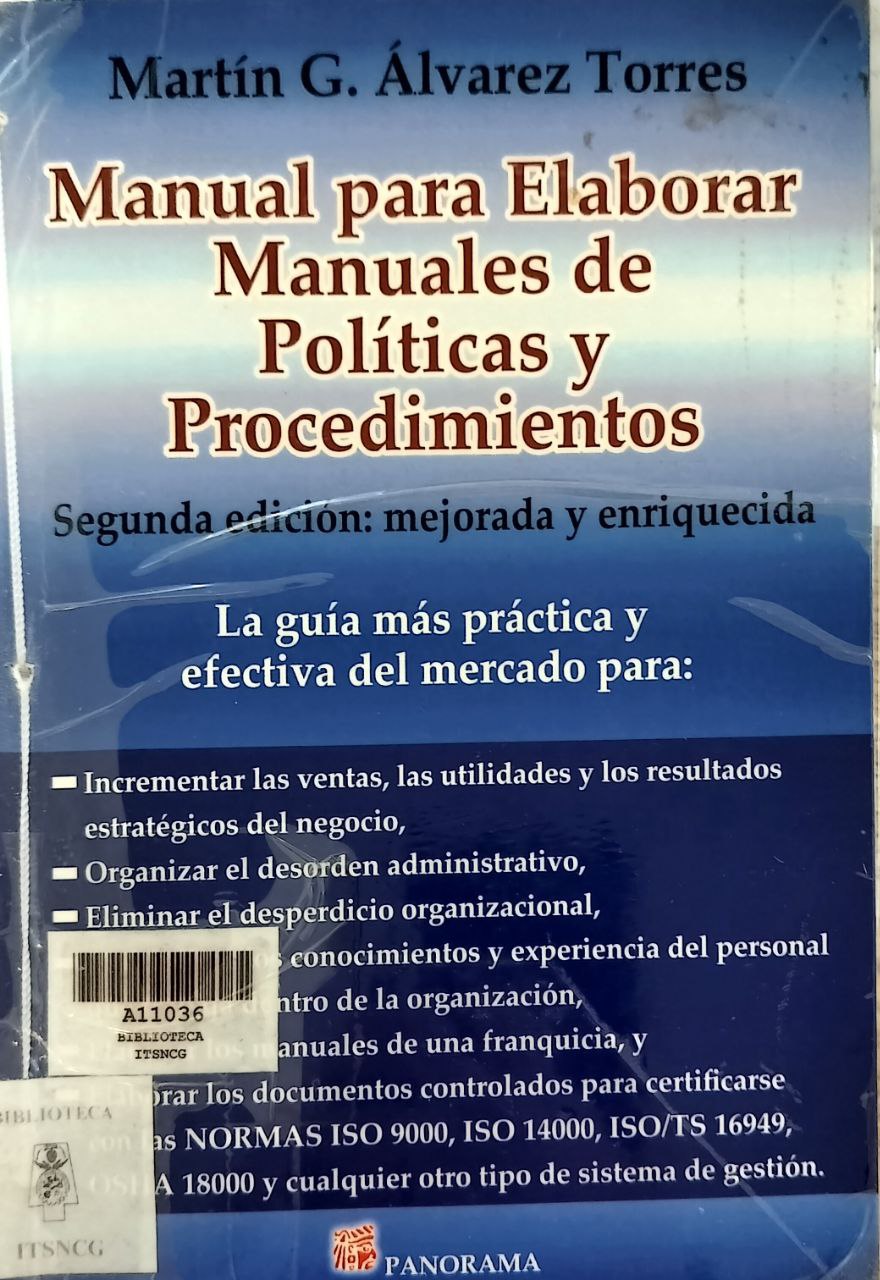 Martín G. Álvarez Torres
Manual para Elaborar
Manuales de
Políticas y
Procedimientos
Segunda edición: mejorada y enriquecida
La guía más práctica y
efectiva del mercado para:
Incrementar las ventas, las utilidades y los resultados
estratégicos del negocio,
Organizar el desorden administrativo,
Eliminar el desperdicio organizacional,
conocimientos y experiencia del personal
ntro de la organización,
anuales de una franquicia, y
A11036
BIBLIOTECA
ITSNCG
orar los documentos controlados para certificarse
as NORMAS ISO 9000, ISO 14000, ISO/TS 16949,
A 18000 y cualquier otro tipo de sistema de gestión.
BIBLIOTECA
ITSNCG
PANORAMA